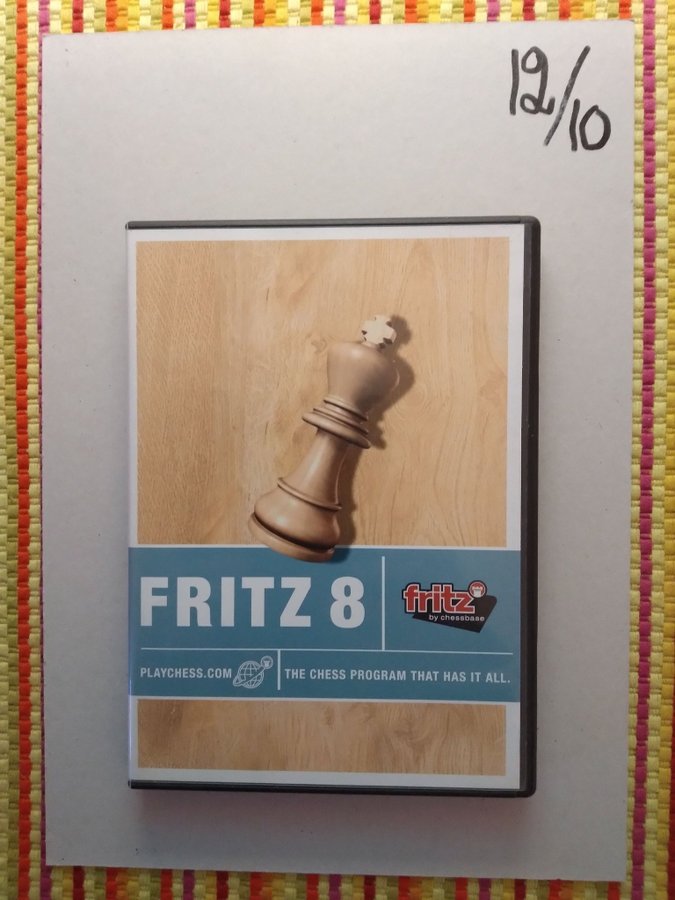 12/10
FRITZ 8
fritz
by chessbase
PLAYCHESS.COM
THE CHESS PROGRAM THAT HAS IT ALL.